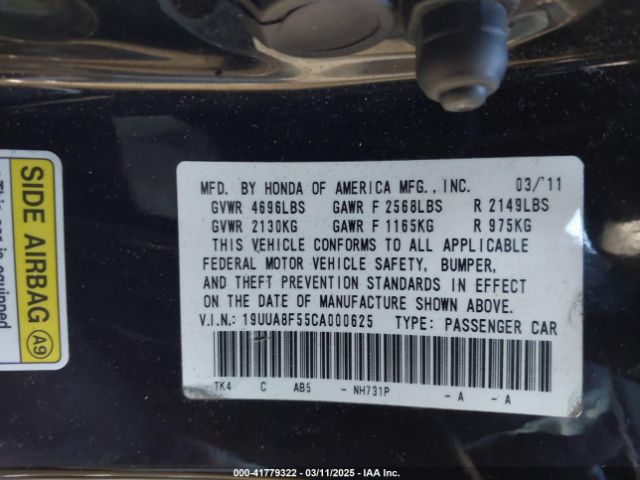 MFD. BY HONDA OF AMERICA MFG., INC. 03/'11
GVWR 4696LBS GAWR F 2568LBS R 2149LBS
GVWR 2130KG GAWR F 1165KG R 975KG
THIS VEHICLE CONFORMS TO ALL APPLICABLE
FEDERAL MOTOR VEHICLE SAFETY, BUMPER,
AND THEFT PREVENTION STANDARDS IN EFFECT
ON THE DATE OF MANUFACTURE SHOWN ABOVE.
V.I.N.: 19UUA8F55CA000625 TYPE: PASSENGER CAR
TK4 C AB5 - NH731P - A - A
SIDE AIRBAG A9
equipped
000-41779322 - 03/11/2025 - IAA Inc.